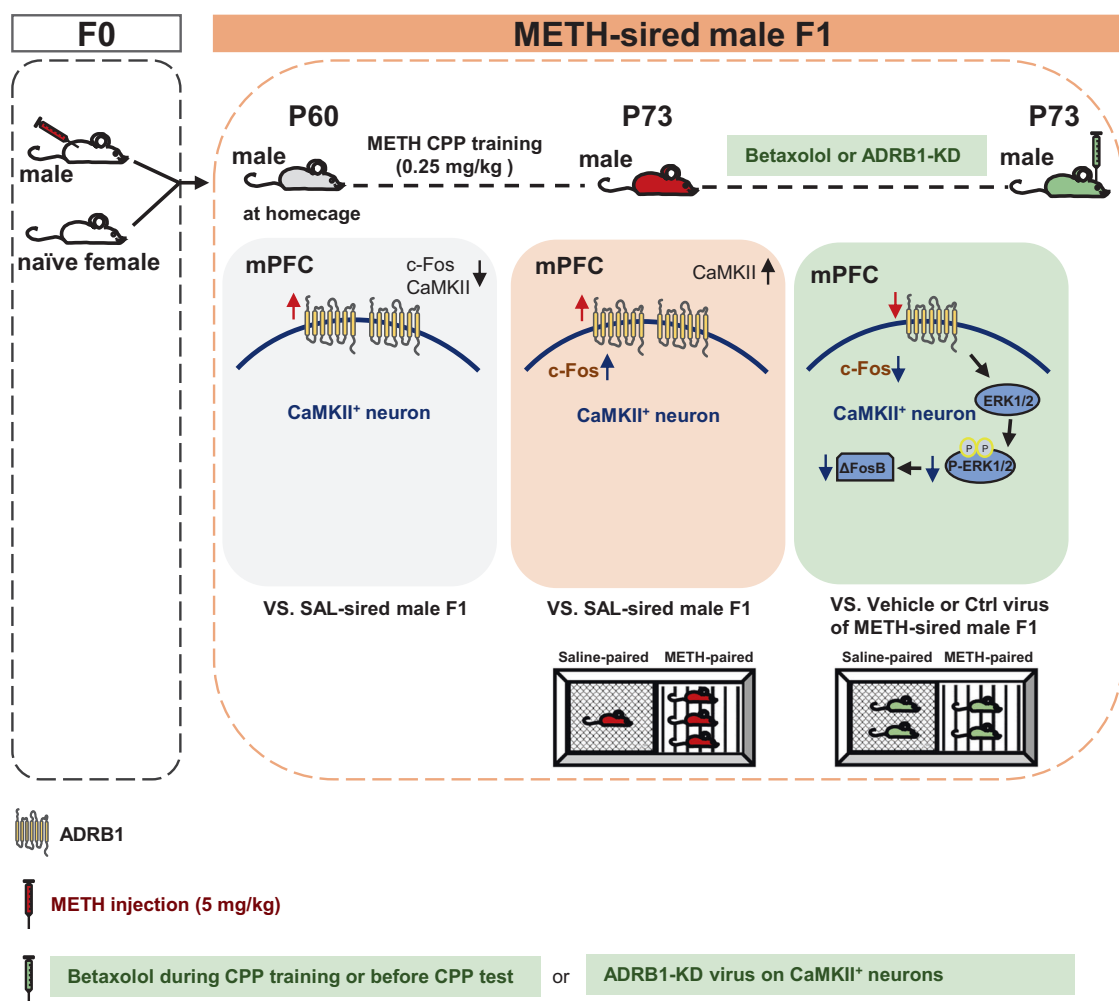 F0
METH-sired male F1
male
naïve female
P60
male
at homecage
METH CPP training
(0.25 mg/kg )
P73
male
Betaxolol or ADRB1-KD
P73
male
mPFC
c-Fos
CaMKII
CaMKII⁺ neuron
VS. SAL-sired male F1
mPFC
CaMKII
c-Fos
CaMKII⁺ neuron
VS. SAL-sired male F1
Saline-paired METH-paired
mPFC
c-Fos
CaMKII⁺ neuron
ERK1/2
P P
P-ERK1/2
ΔFosB
VS. Vehicle or Ctrl virus
of METH-sired male F1
Saline-paired METH-paired
ADRB1
METH injection (5 mg/kg)
Betaxolol during CPP training or before CPP test or ADRB1-KD virus on CaMKII⁺ neurons